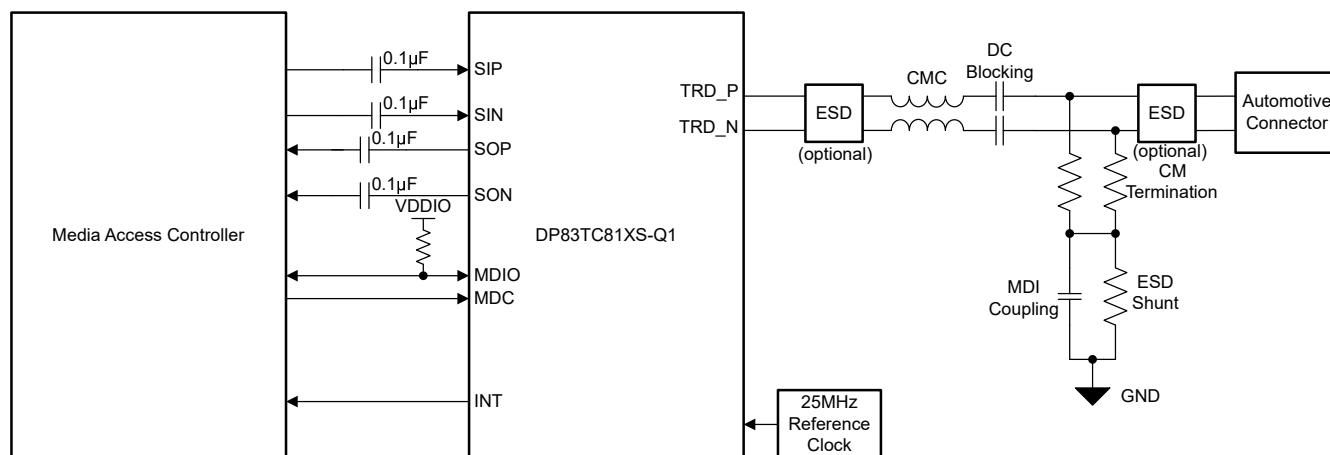 Media Access Controller
0.1µF
0.1µF
0.1µF
0.1µF
VDDIO
SIP
SIN
SOP
SON
MDIO
MDC
INT
DP83TC81XS-Q1
TRD_P
TRD_N
ESD
(optional)
CMC
DC
Blocking
ESD
(optional)
CM
Termination
Automotive
Connector
MDI
Coupling
ESD
Shunt
GND
25MHz
Reference
Clock